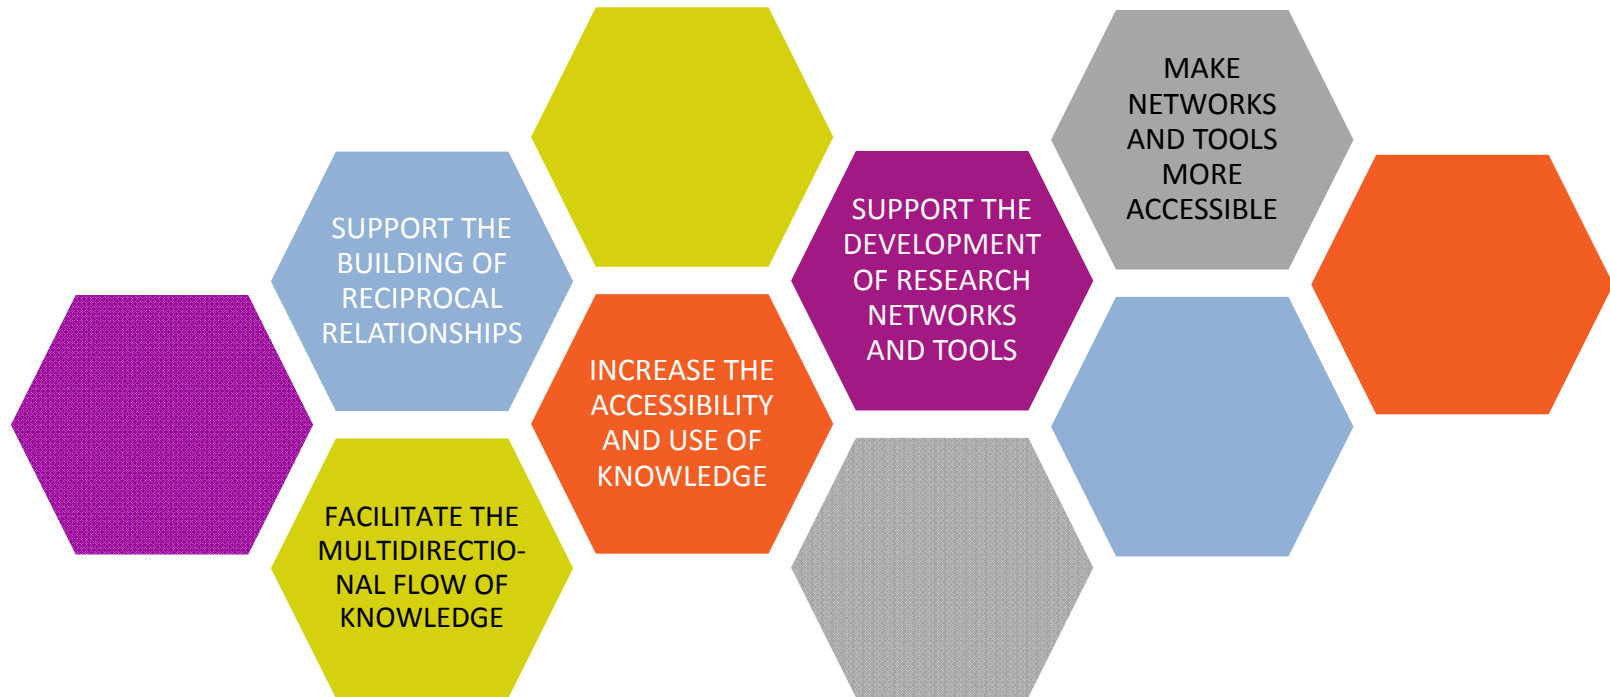 SUPPORT THE
BUILDING OF
RECIPROCAL
RELATIONSHIPS
FACILITATE THE
MULTIDIRECTIO-
NAL FLOW OF
KNOWLEDGE
INCREASE THE
ACCESSIBILITY
AND USE OF
KNOWLEDGE
SUPPORT THE
DEVELOPMENT
OF RESEARCH
NETWORKS
AND TOOLS
MAKE
NETWORKS
AND TOOLS
MORE
ACCESSIBLE